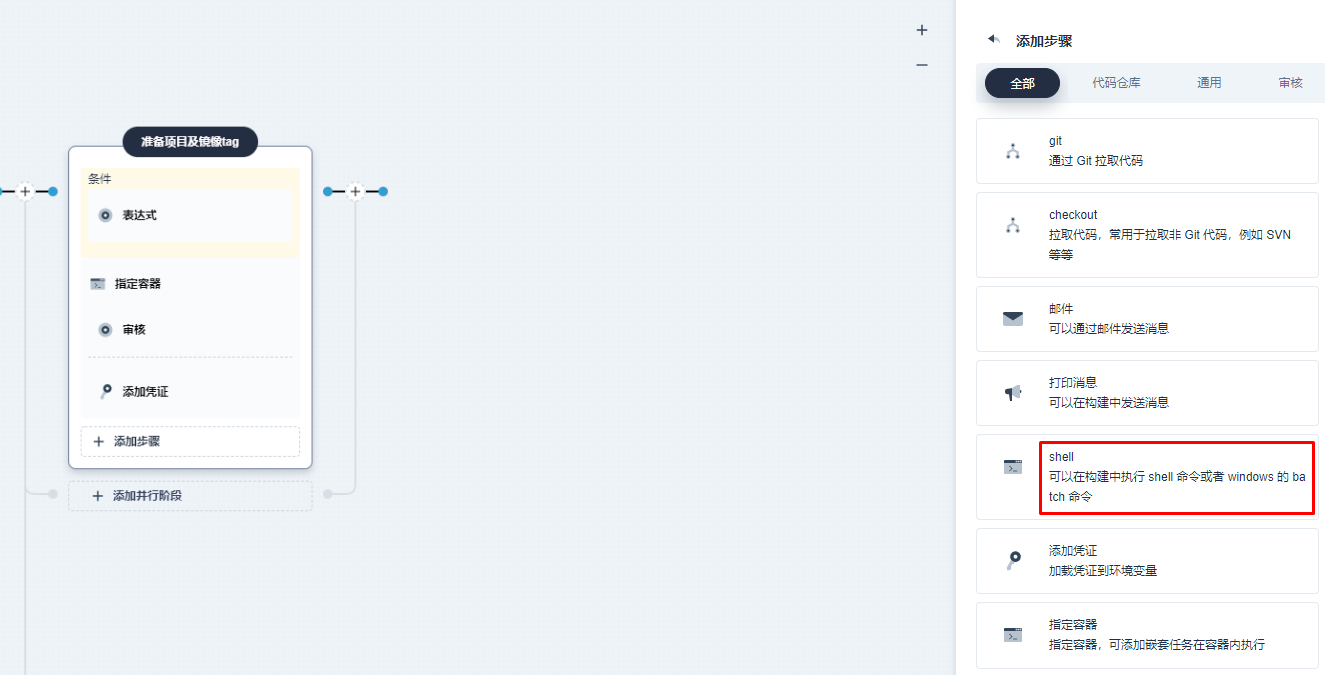 准备项目及镜像tag
条件
表达式
指定容器
审核
添加凭证
添加步骤
添加并行阶段
添加步骤
全部 代码仓库 通用 审核
git
通过 Git 拉取代码
checkout
拉取代码，常用于拉取非 Git 代码，例如 SVN
等等
邮件
可以通过邮件发送消息
打印消息
可以在构建中发送消息
shell
可以在构建中执行 shell 命令或者 windows 的 ba
tch 命令
添加凭证
加载凭证到环境变量
指定容器
指定容器，可添加嵌套任务在容器内执行